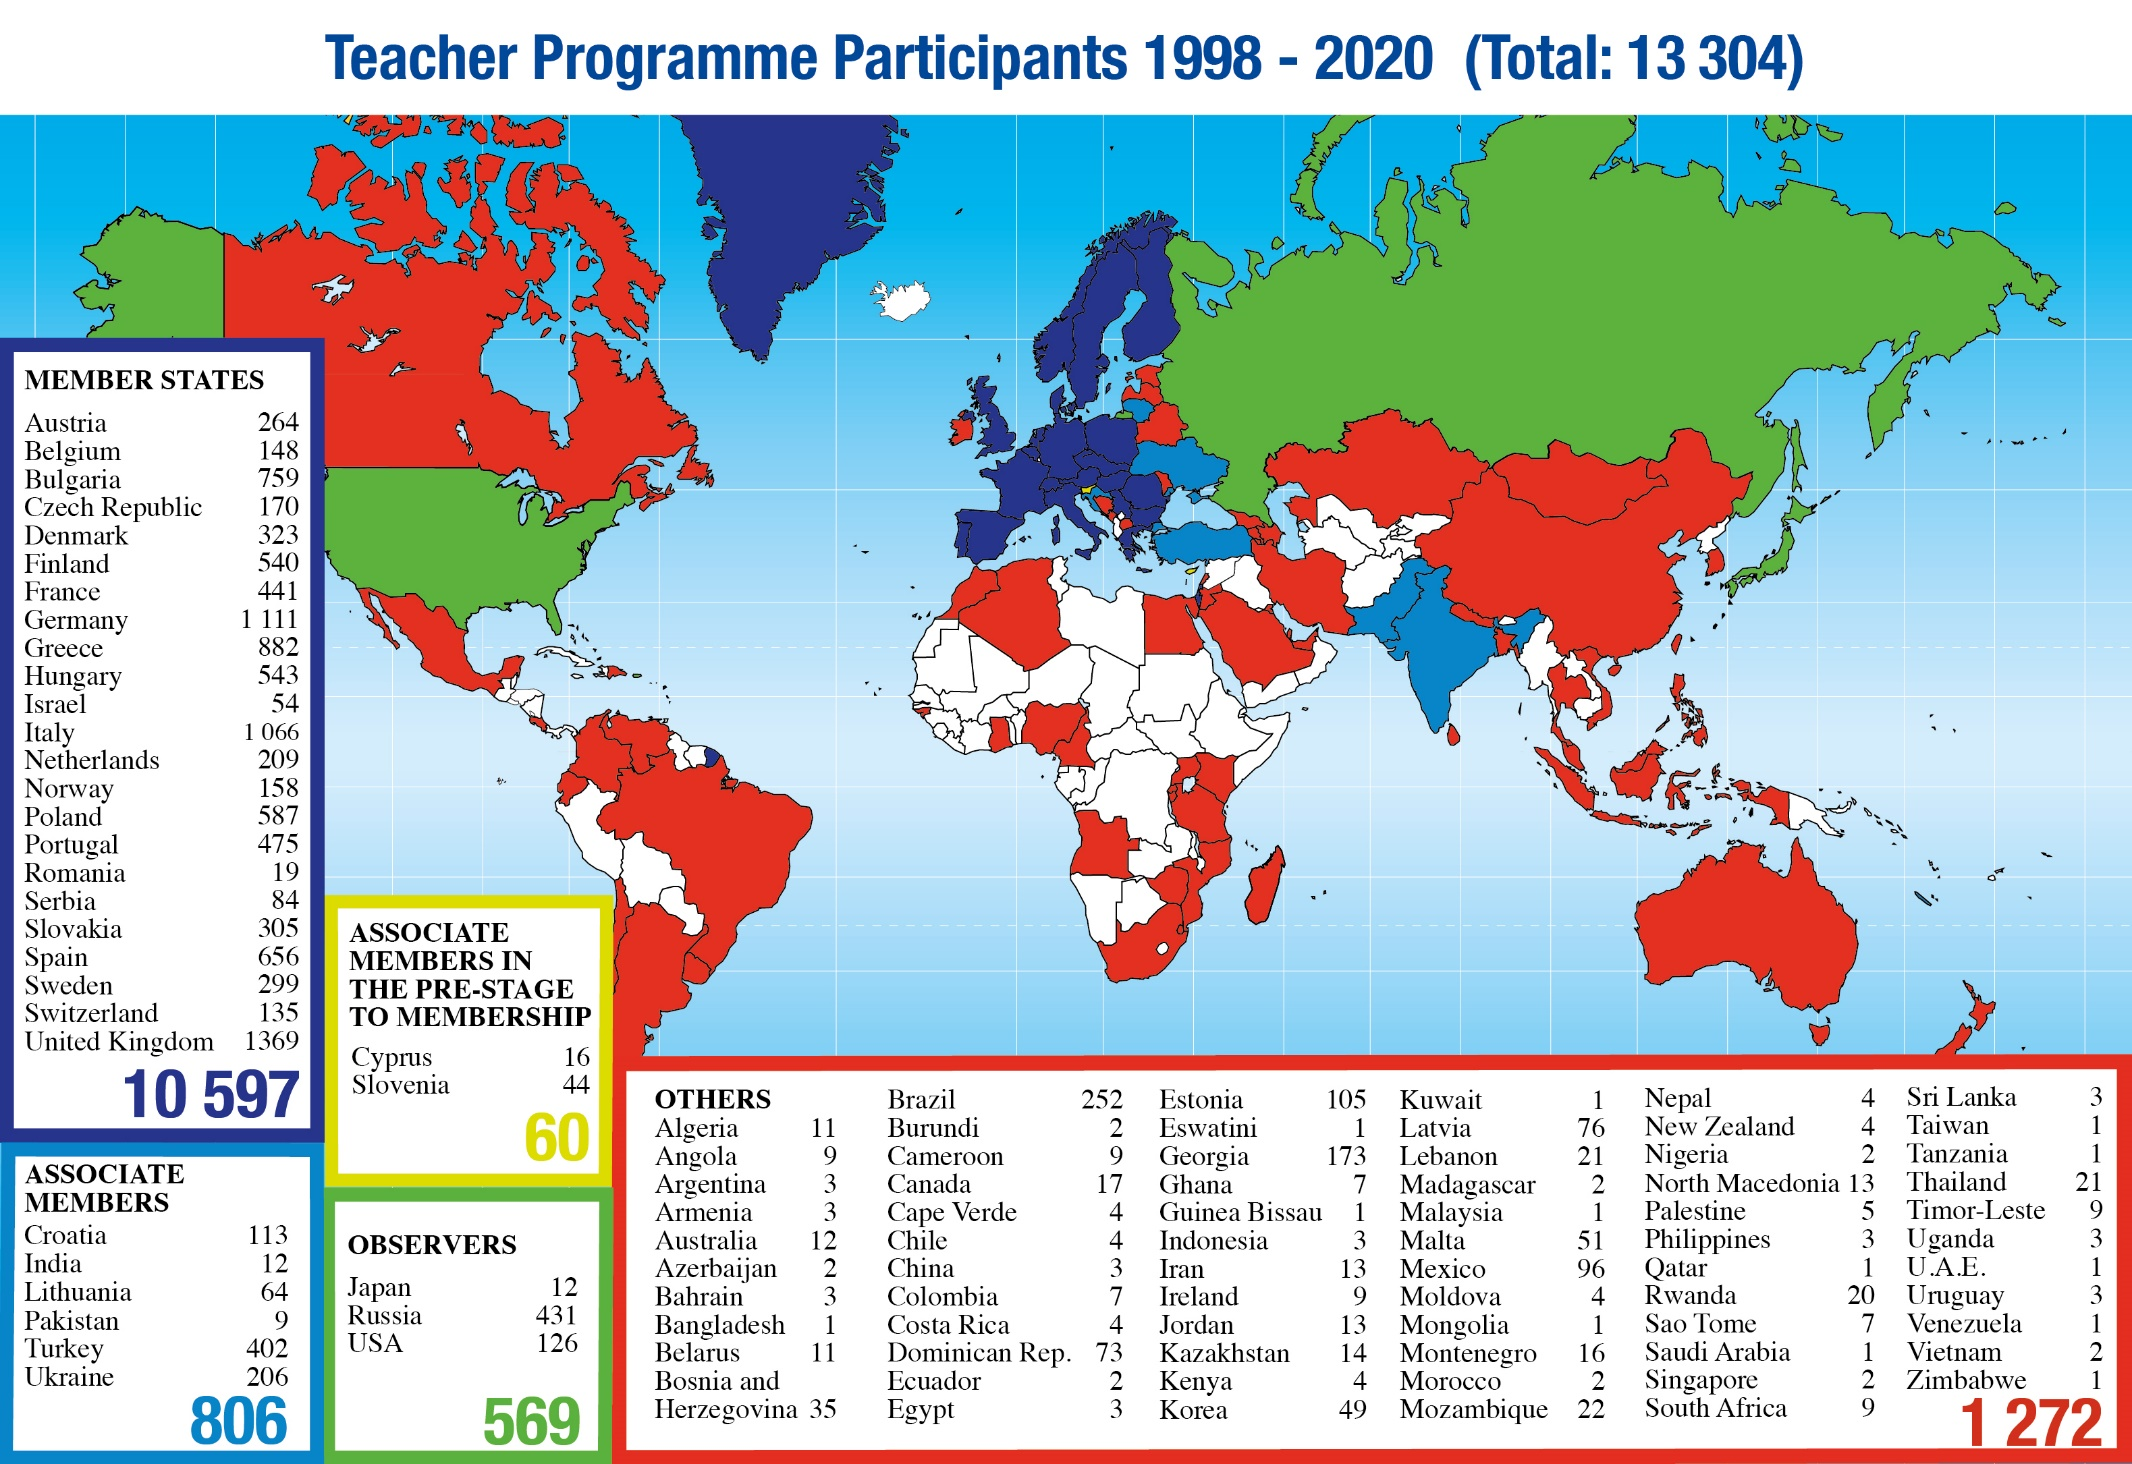 Teacher Programme Participants 1998 - 2020 (Total: 13 304)
MEMBER STATES
Austria 264
Belgium 148
Bulgaria 759
Czech Republic 170
Denmark 323
Finland 540
France 441
Germany 1 111
Greece 882
Hungary 543
Israel 54
Italy 1 066
Netherlands 209
Norway 158
Poland 587
Portugal 475
Romania 19
Serbia 84
Slovakia 305
Spain 656
Sweden 299
Switzerland 135
United Kingdom 1369
10 597
ASSOCIATE
MEMBERS
Croatia 113
India 12
Lithuania 64
Pakistan 9
Turkey 402
Ukraine 206
806
ASSOCIATE
MEMBERS IN
THE PRE-STAGE
TO MEMBERSHIP
Cyprus 16
Slovenia 44
60
OBSERVERS
Japan 12
Russia 431
USA 126
569
OTHERS
Algeria 11
Angola 9
Argentina 3
Armenia 3
Australia 12
Azerbaijan 2
Bahrain 3
Bangladesh 1
Belarus 11
Bosnia and
Herzegovina 35
Brazil 252
Burundi 2
Cameroon 9
Canada 17
Cape Verde 4
Chile 4
China 3
Colombia 7
Costa Rica 4
Dominican Rep. 73
Ecuador 2
Egypt 3
Estonia 105
Eswatini 1
Georgia 173
Ghana 7
Guinea Bissau 1
Indonesia 3
Iran 13
Ireland 9
Jordan 13
Kazakhstan 14
Kenya 4
Korea 49
Kuwait 1
Latvia 76
Lebanon 21
Madagascar 2
Malaysia 1
Malta 51
Mexico 96
Moldova 4
Mongolia 1
Montenegro 16
Morocco 2
Mozambique 22
Nepal 4
New Zealand 4
Nigeria 2
North Macedonia 13
Palestine 5
Philippines 3
Qatar 1
Rwanda 20
Sao Tome 7
Saudi Arabia 1
Singapore 2
South Africa 9
Sri Lanka 3
Taiwan 1
Tanzania 1
Thailand 21
Timor-Leste 9
Uganda 3
U.A.E. 1
Uruguay 3
Venezuela 1
Vietnam 2
Zimbabwe 1
1 272